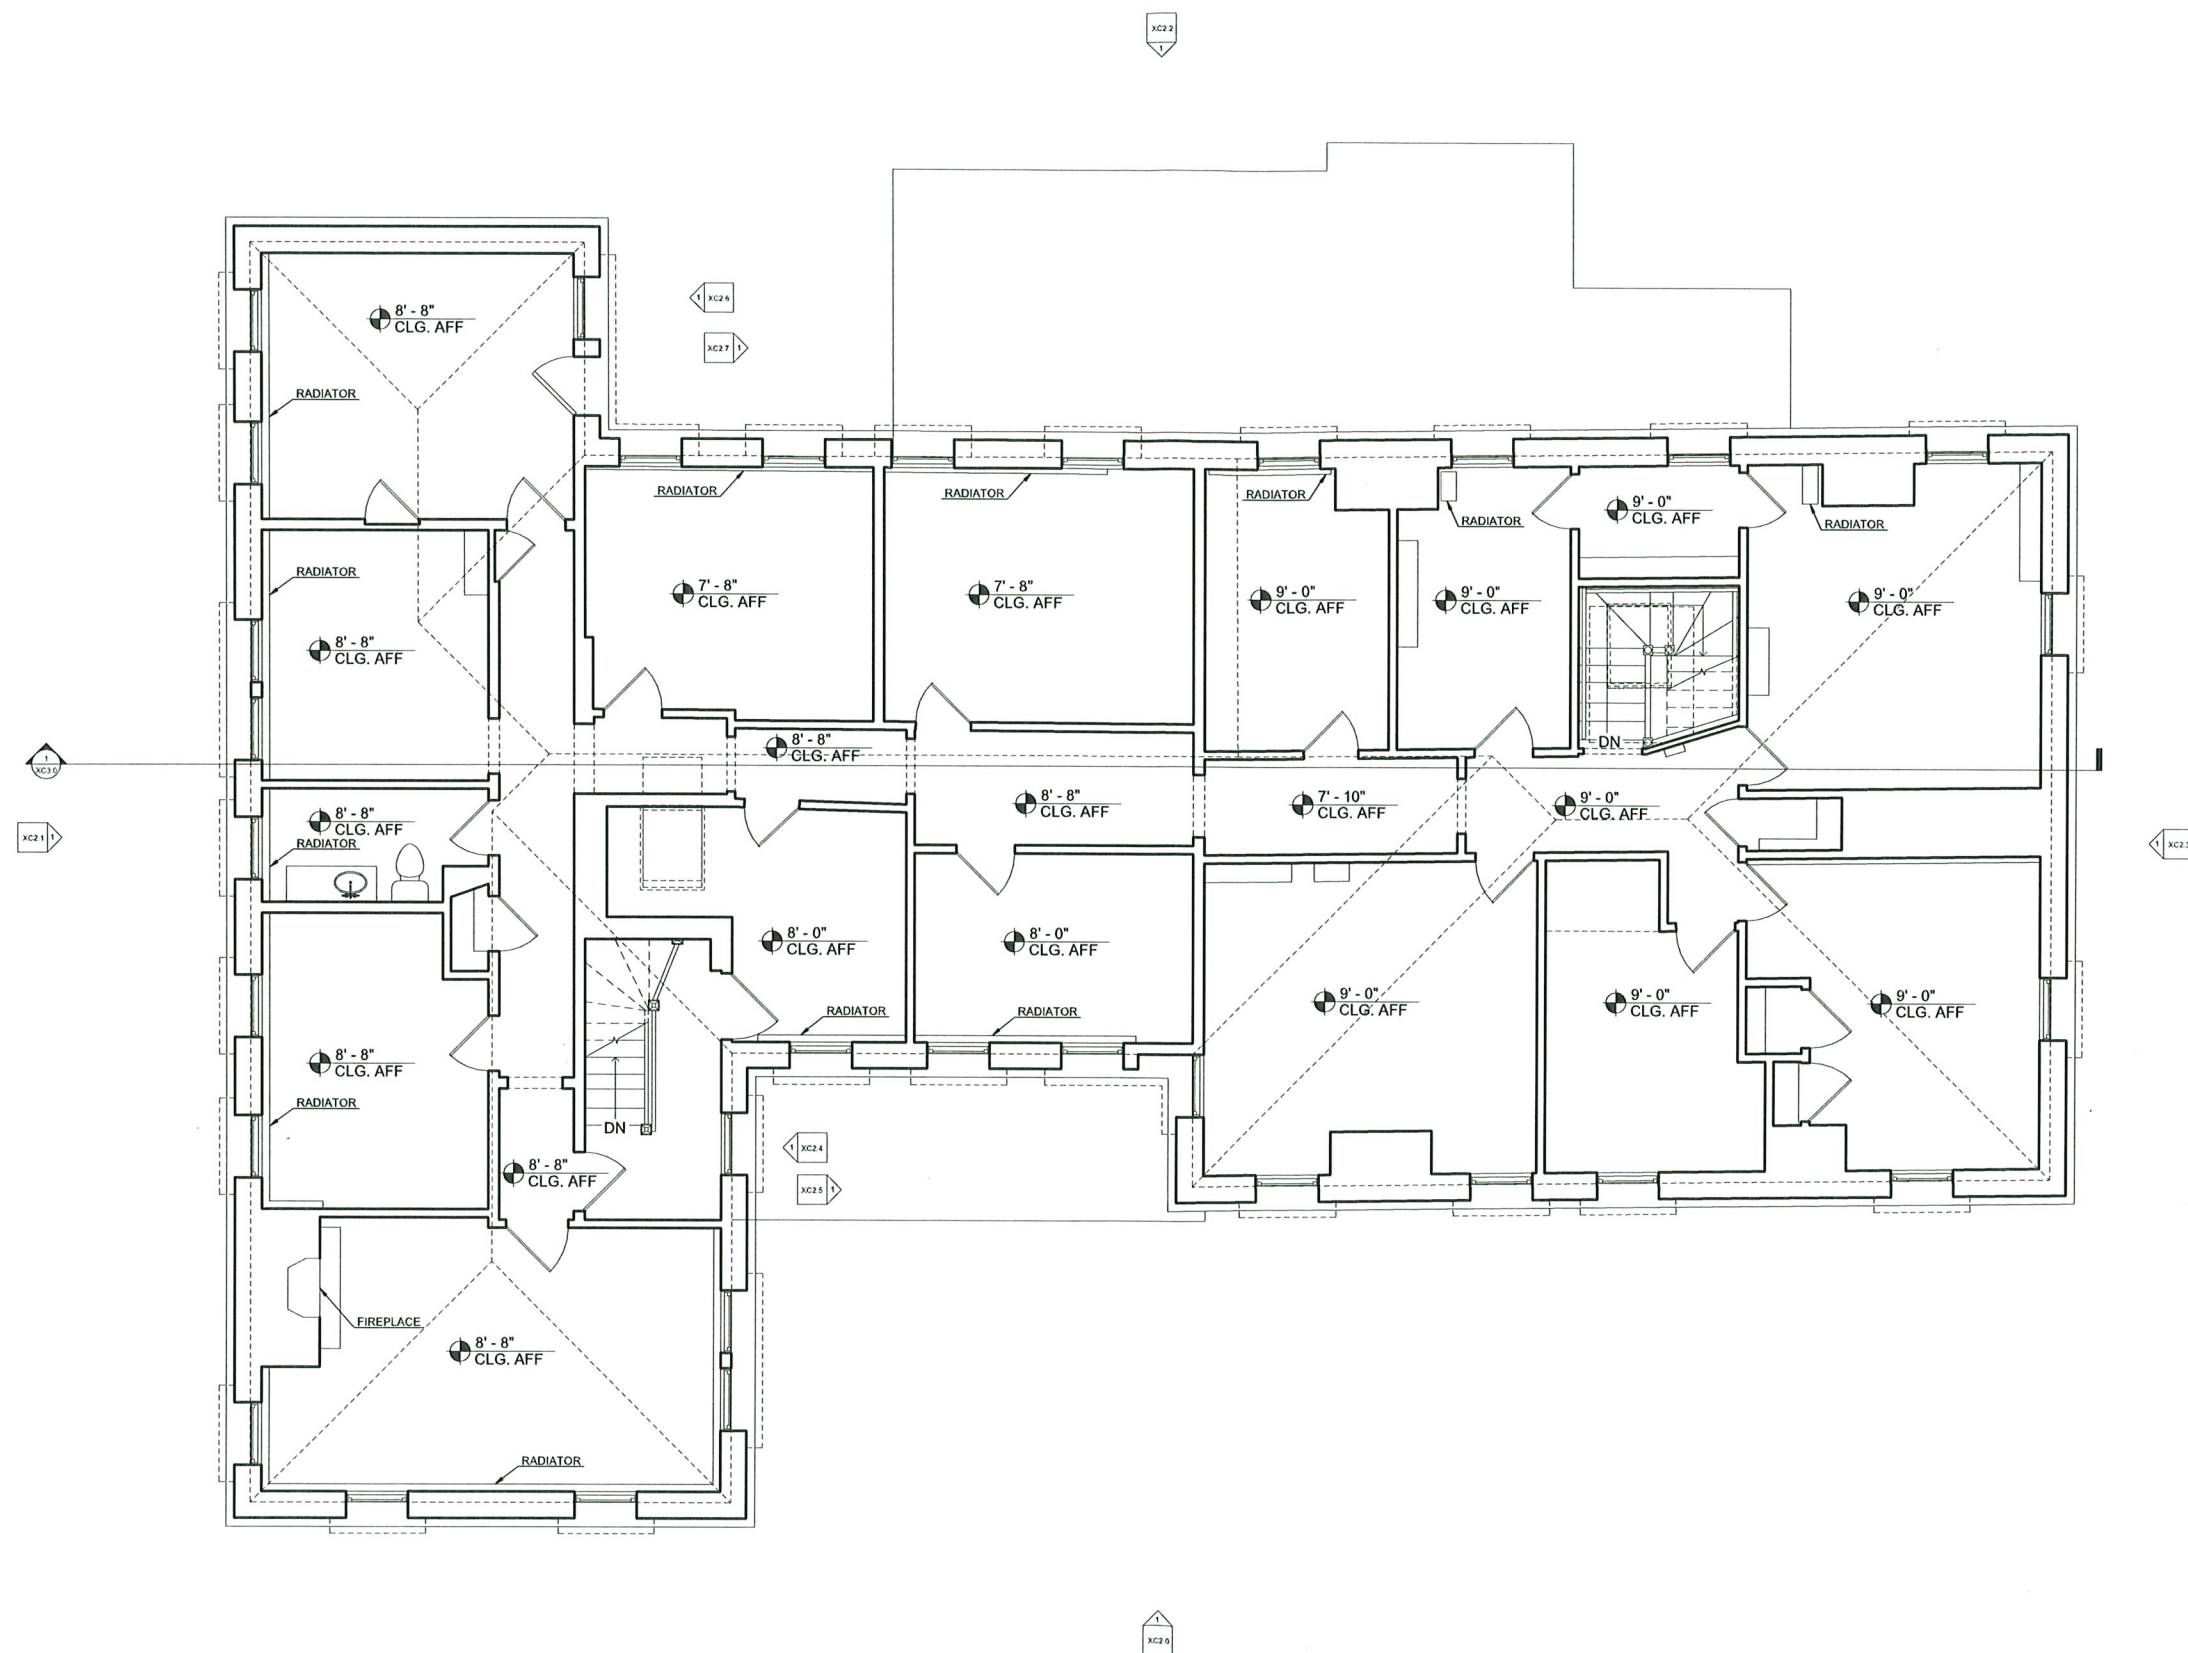 XC2.2
1
8' - 8"
CLG. AFF
1 XC2.6
XC2.7 1
RADIATOR
RADIATOR
RADIATOR
RADIATOR
RADIATOR
RADIATOR
9' - 0"
CLG. AFF
RADIATOR
7' - 8"
CLG. AFF
7' - 8"
CLG. AFF
9' - 0"
CLG. AFF
9' - 0"
CLG. AFF
9' - 0"
CLG. AFF
8' - 8"
CLG. AFF
8' - 8"
CLG. AFF
DN
1
XC3.0
8' - 8"
CLG. AFF
7' - 10"
CLG. AFF
9' - 0"
CLG. AFF
XC2.1 1
8' - 8"
CLG. AFF
RADIATOR
1 XC2.3
8' - 0"
CLG. AFF
8' - 0"
CLG. AFF
9' - 0"
CLG. AFF
9' - 0"
CLG. AFF
9' - 0"
CLG. AFF
RADIATOR
RADIATOR
8' - 8"
CLG. AFF
RADIATOR
DN
1 XC2.4
XC2.5 1
8' - 8"
CLG. AFF
FIREPLACE
8' - 8"
CLG. AFF
RADIATOR
1
XC2.0